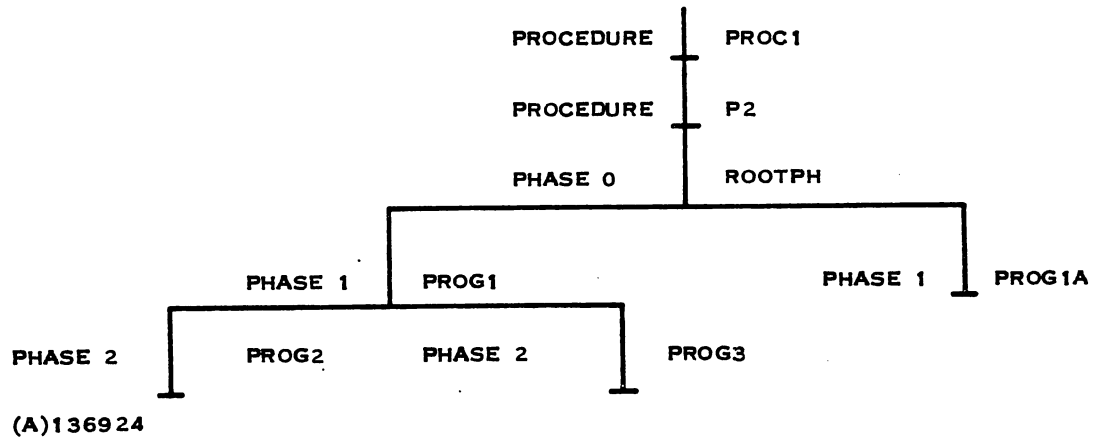 PROCEDURE PROC1
PROCEDURE P2
PHASE 0 ROOTPH
PHASE 1 PROG1 PHASE 1 PROG1A
PHASE 2 PROG2 PHASE 2 PROG3
(A)136924